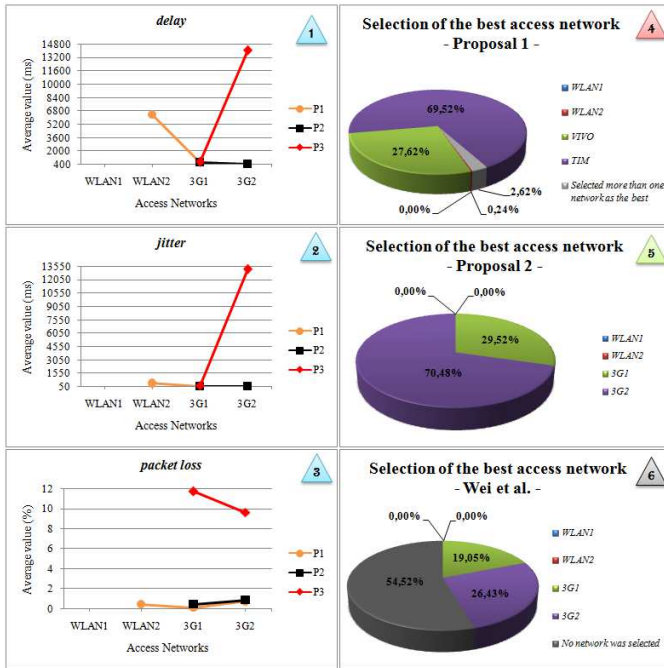 delay
1
14800
13200
11600
10000
8400
6800
5200
3600
2000
400
Average value (ms)
WLAN1 WLAN2 3G1 3G2
Access Networks
P1
P2
P3
Selection of the best access network
- Proposal 1 -
4
69,52%
27,62%
2,62%
0,24%
0,00%
WLAN1
WLAN2
VIVO
TIM
Selected more than one
network as the best
jitter
2
13550
12050
10550
9050
7550
6050
4550
3050
1550
50
Average value (ms)
WLAN1 WLAN2 3G1 3G2
Access Networks
P1
P2
P3
Selection of the best access network
- Proposal 2 -
5
0,00%
0,00%
29,52%
70,48%
WLAN1
WLAN2
3G1
3G2
packet loss
3
12
10
8
6
4
2
0
Average value (%)
WLAN1 WLAN2 3G1 3G2
Access Networks
P1
P2
P3
Selection of the best access network
- Wei et al. -
6
0,00%
0,00%
19,05%
54,52%
26,43%
WLAN1
WLAN2
3G1
3G2
No network was selected